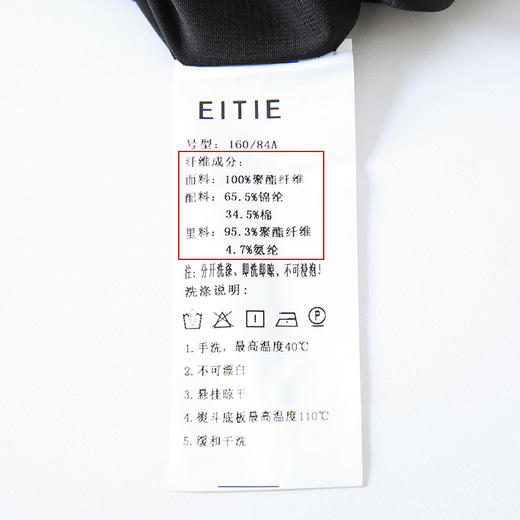 EITIE
号型: 160/84A
纤维成分:
面料: 100%聚酯纤维
配料: 65.5%锦纶
34.5%棉
里料: 95.3%聚酯纤维
4.7%氨纶
注: 分开洗涤、即洗即晾、不可浸泡!
洗涤说明:
P
1.手洗, 最高温度40℃
2.不可漂白
3.悬挂晾干
4.熨斗底板最高温度110℃
5.缓和干洗